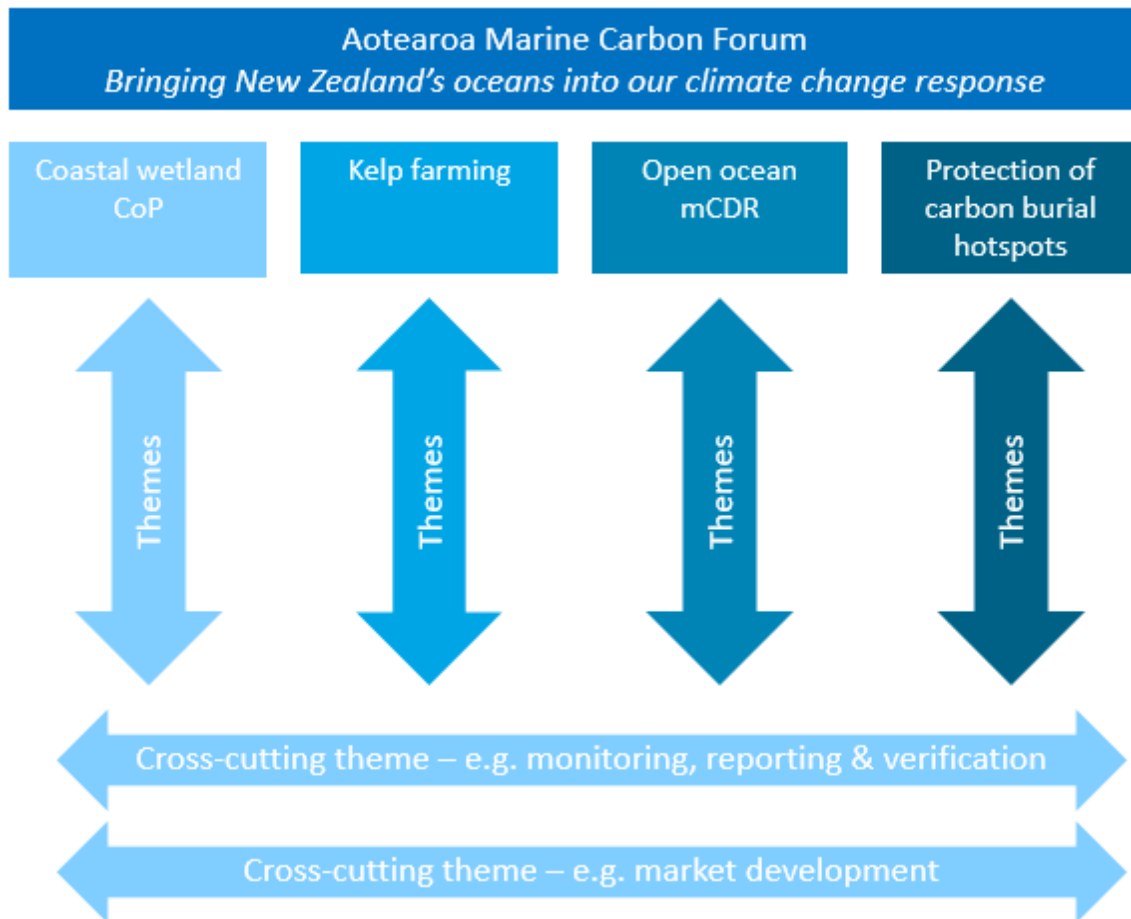 Aotearoa Marine Carbon Forum
Bringing New Zealand's oceans into our climate change response
Coastal wetland
CoP
Kelp farming
Open ocean
mCDR
Protection of
carbon burial
hotspots
Themes
Themes
Themes
Themes
Cross-cutting theme – e.g. monitoring, reporting & verification
Cross-cutting theme – e.g. market development